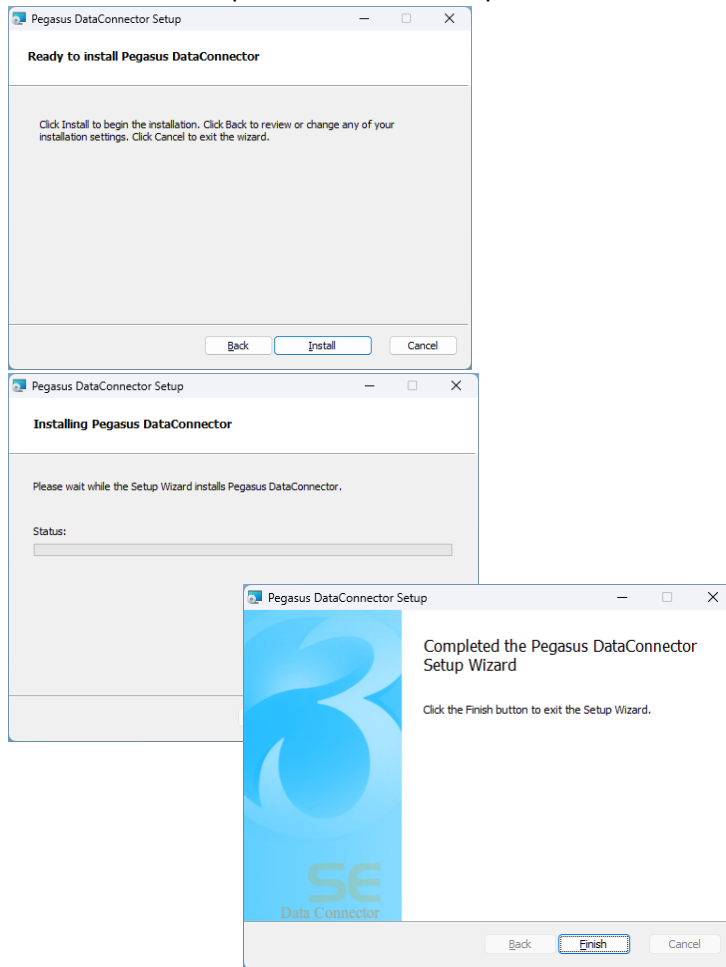 Pegasus DataConnector Setup
Ready to install Pegasus DataConnector
Click Install to begin the installation. Click Back to review or change any of your
installation settings. Click Cancel to exit the wizard.
Back Install Cancel
Pegasus DataConnector Setup
Installing Pegasus DataConnector
Please wait while the Setup Wizard installs Pegasus DataConnector.
Status:
Pegasus DataConnector Setup
Completed the Pegasus DataConnector
Setup Wizard
Click the Finish button to exit the Setup Wizard.
SE
Data Connector
Back Finish Cancel